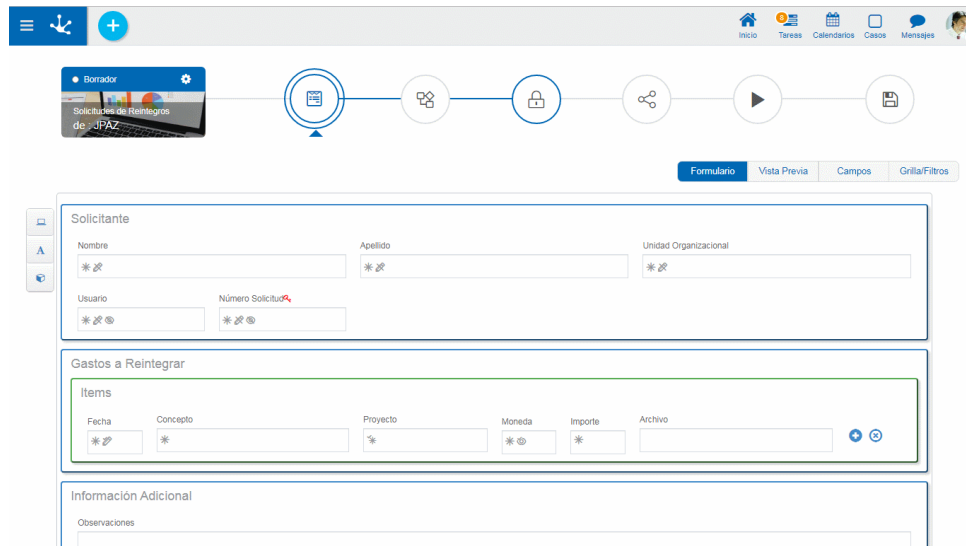 Inicio
8
Tareas
Calendarios
Casos
Mensajes
Borrador
Solicitudes de Reintegros
de : JPAZ
Formulario
Vista Previa
Campos
Grilla/Filtros
A
Solicitante
Nombre
Apellido
Unidad Organizacional
Usuario
Número Solicitud
Gastos a Reintegrar
Items
Fecha
Concepto
Proyecto
Moneda
Importe
Archivo
Información Adicional
Observaciones